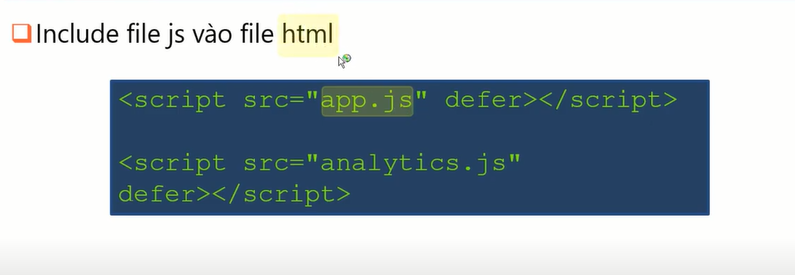 Include file js vào file html
<script src="app.js" defer></script>
<script src="analytics.js"
defer></script>